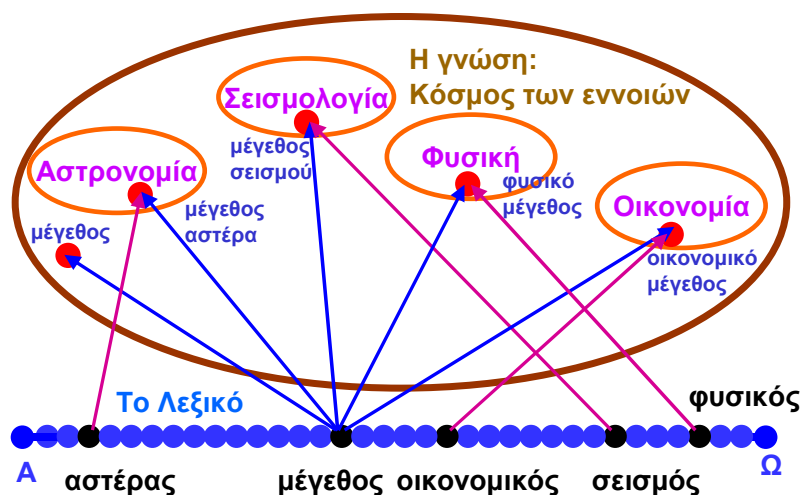 Η γνώση:
Κόσμος των εννοιών
Σεισμολογία
Αστρονομία
μέγεθος
σεισμού
Φυσική
φυσικό
μέγεθος
Οικονομία
μέγεθος
αστέρα
μέγεθος
οικονομικό
μέγεθος
Το Λεξικό
φυσικός
Α
Ω
αστέρας
μέγεθος
οικονομικός
σεισμός